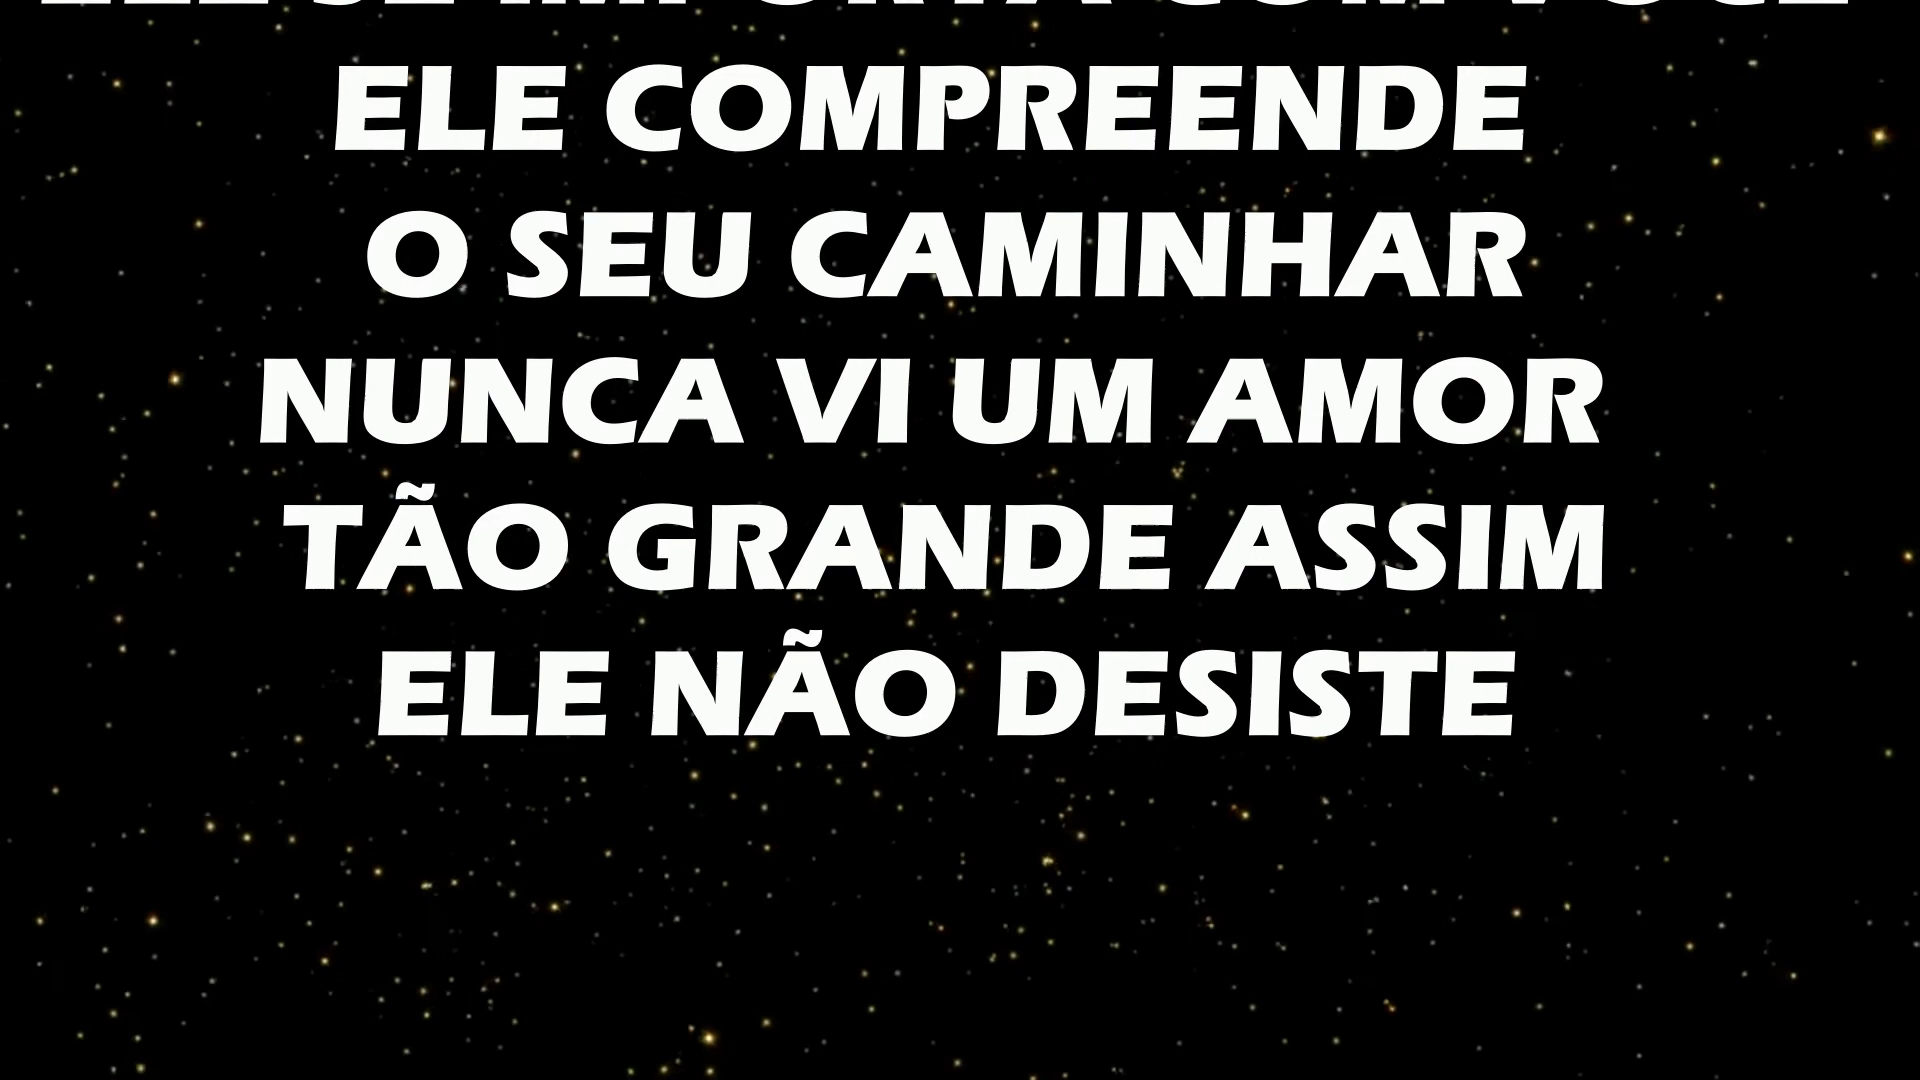 ELE COMPREENDE
O SEU CAMINHAR
NUNCA VI UM AMOR
TÃO GRANDE ASSIM
ELE NÃO DESISTE